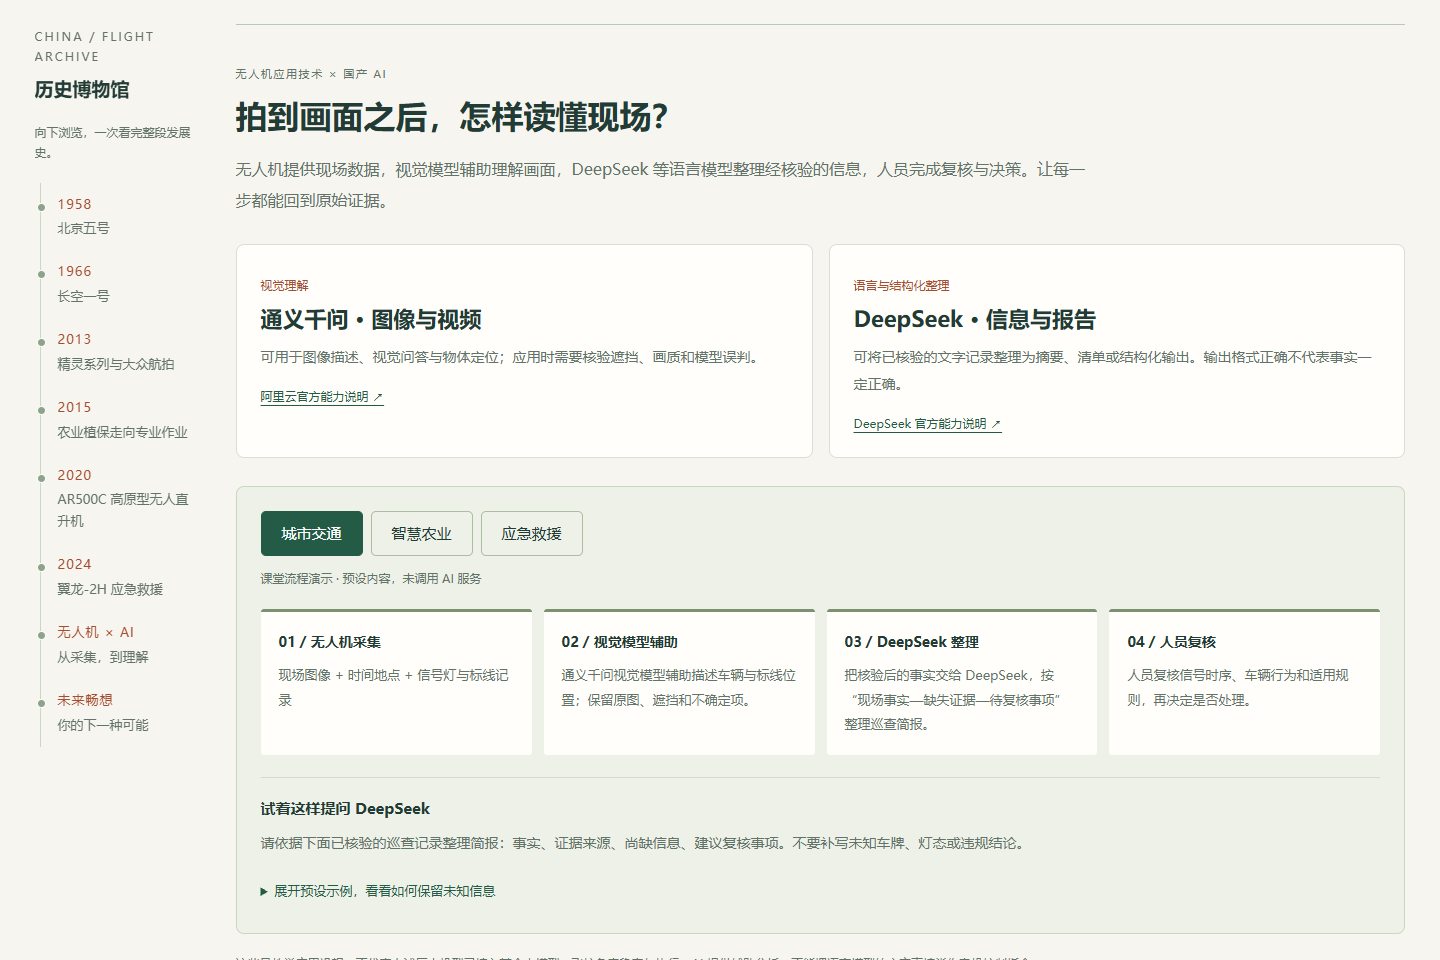 CHINA / FLIGHT
ARCHIVE
历史博物馆
向下浏览，一次看完整段发展
史。
1958
北京五号
1966
长空一号
2013
精灵系列与大众航拍
2015
农业植保走向专业作业
2020
AR500C 高原型无人直
升机
2024
翼龙-2H 应急救援
无人机 × AI
从采集，到理解
未来畅想
你的下一种可能
无人机应用技术 × 国产 AI
拍到画面之后，怎样读懂现场？
无人机提供现场数据，视觉模型辅助理解画面，DeepSeek 等语言模型整理经核验的信息，人员完成复核与决策。让每一
步都能回到原始证据。
视觉理解
通义千问 · 图像与视频
可用于图像描述、视觉问答与物体定位；应用时需要核验遮挡、画质和模型误判。
阿里云官方能力说明 ↗
语言与结构化整理
DeepSeek · 信息与报告
可将已核验的文字记录整理为摘要、清单或结构化输出。输出格式正确不代表事实一
定正确。
DeepSeek 官方能力说明 ↗
城市交通 智慧农业 应急救援
课堂流程演示 · 预设内容，未调用 AI 服务
01 / 无人机采集
现场图像 + 时间地点 + 信号灯与标线记
录
02 / 视觉模型辅助
通义千问视觉模型辅助描述车辆与标线位
置；保留原图、遮挡和不确定项。
03 / DeepSeek 整理
把核验后的事实交给 DeepSeek，按
“现场事实—缺失证据—待复核事项”
整理巡查简报。
04 / 人员复核
人员复核信号时序、车辆行为和适用规
则，再决定是否处理。
试着这样提问 DeepSeek
请依据下面已核验的巡查记录整理简报：事实、证据来源、尚缺信息、建议复核事项。不要补写未知车牌、灯态或违规结论。
▶ 展开预设示例，看看如何保留未知信息